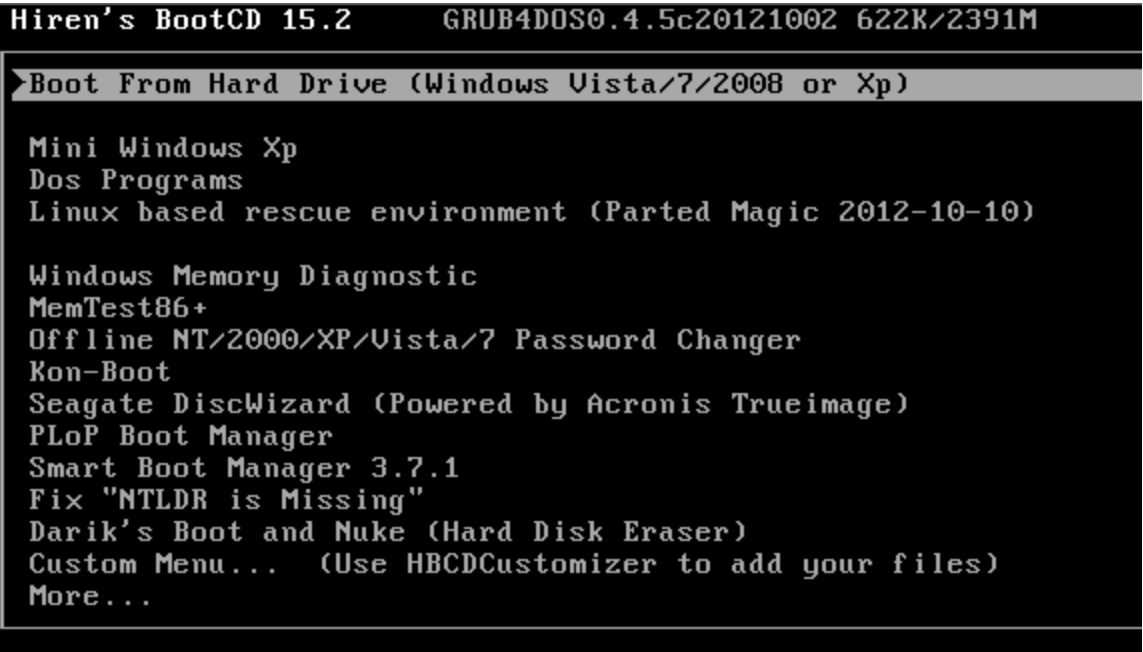 Hiren's BootCD 15.2 GRUB4DOS0.4.5c20121002 622K/2391M
Boot From Hard Drive (Windows Vista/7/2008 or Xp)
Mini Windows Xp
Dos Programs
Linux based rescue environment (Parted Magic 2012-10-10)
Windows Memory Diagnostic
MemTest86+
Offline NT/2000/XP/Vista/7 Password Changer
Kon-Boot
Seagate DiscWizard (Powered by Acronis Trueimage)
PLoP Boot Manager
Smart Boot Manager 3.7.1
Fix "NTLDR is Missing"
Darik's Boot and Nuke (Hard Disk Eraser)
Custom Menu... (Use HBCDCustomizer to add your files)
More...